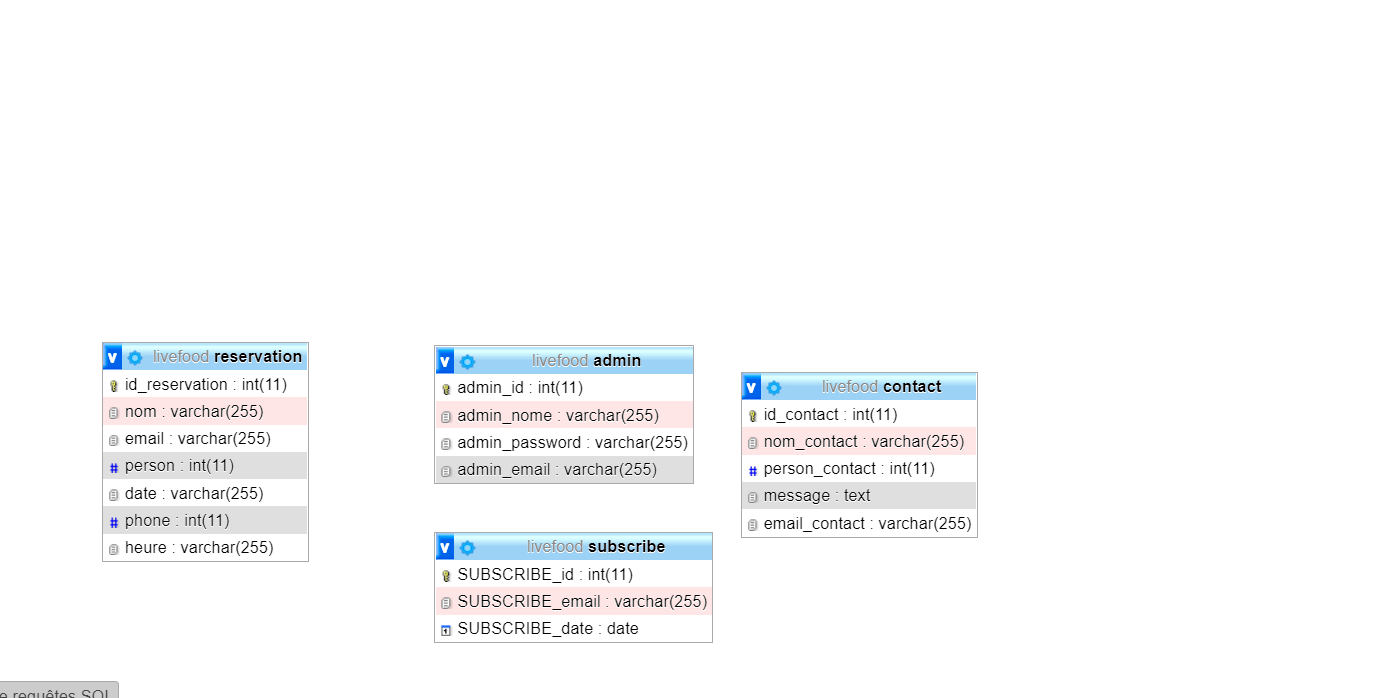 livefood reservation
id_reservation : int(11)
nom : varchar(255)
email : varchar(255)
person : int(11)
date : varchar(255)
phone : int(11)
heure : varchar(255)
livefood admin
admin_id : int(11)
admin_nome : varchar(255)
admin_password : varchar(255)
admin_email : varchar(255)
livefood subscribe
SUBSCRIBE_id : int(11)
SUBSCRIBE_email : varchar(255)
SUBSCRIBE_date : date
livefood contact
id_contact : int(11)
nom_contact : varchar(255)
person_contact : int(11)
message : text
email_contact : varchar(255)
e requêtes SQL